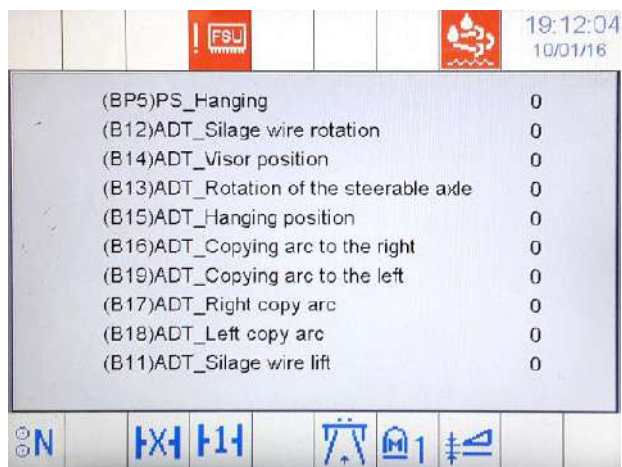 ! FSU
19:12:04
10/01/16
(BP5)PS_Hanging 0
(B12)ADT_Silage wire rotation 0
(B14)ADT_Visor position 0
(B13)ADT_Rotation of the steerable axle 0
(B15)ADT_Hanging position 0
(B16)ADT_Copying arc to the right 0
(B19)ADT_Copying arc to the left 0
(B17)ADT_Right copy arc 0
(B18)ADT_Left copy arc 0
(B11)ADT_Silage wire lift 0
N X 1 M 1